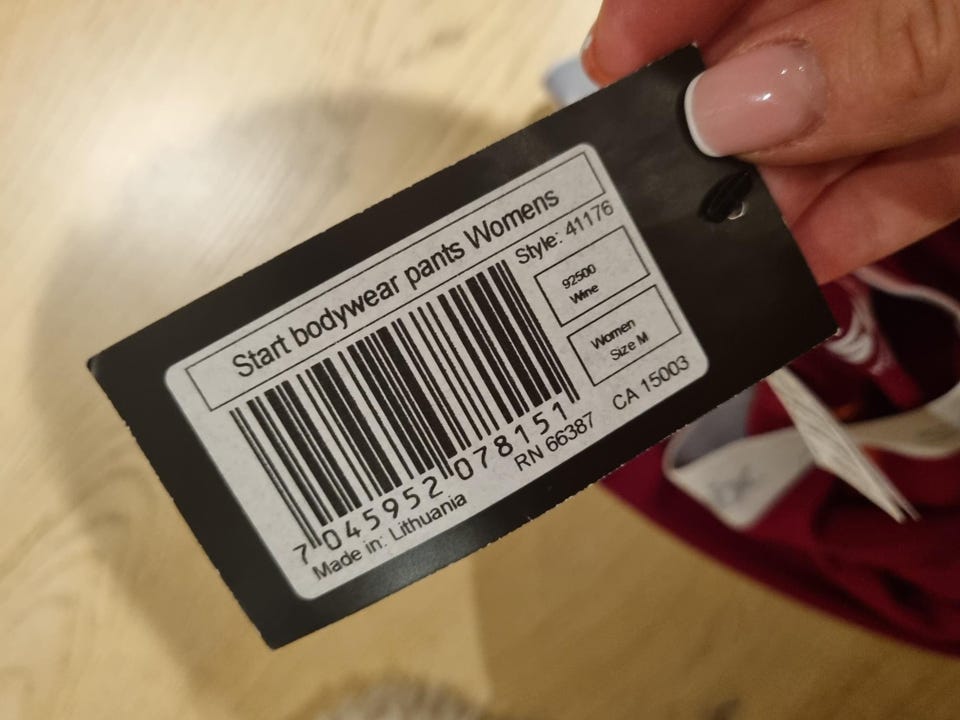 Start bodywear pants Womens
Style: 41176
92500
Wine
Women
Size M
7 045952 078151
RN 66387 CA 15003
Made in: Lithuania